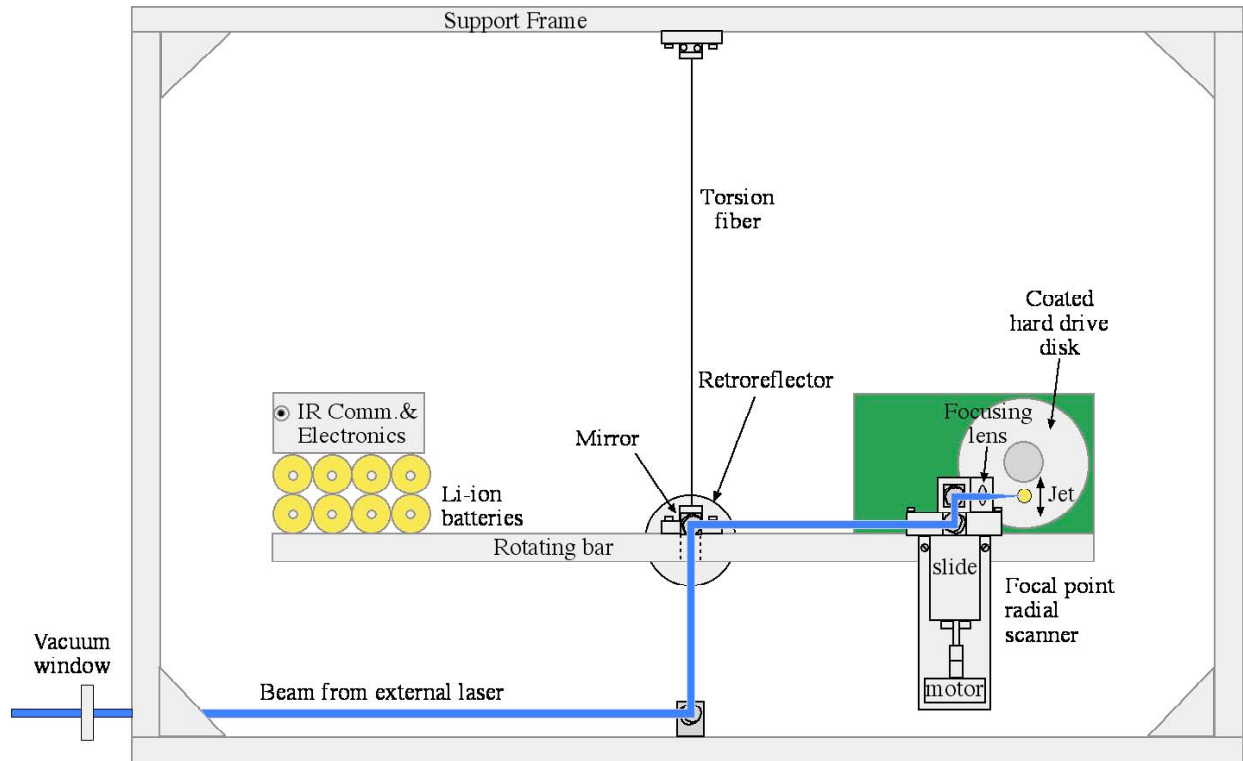 Support Frame
Torsion
fiber
Coated
hard drive
disk
Retroreflector
IR Comm.&
Electronics
Focusing
lens
Mirror
Li-ion
batteries
Jet
Rotating bar
slide
Focal point
radial
scanner
Vacuum
window
Beam from external laser
motor